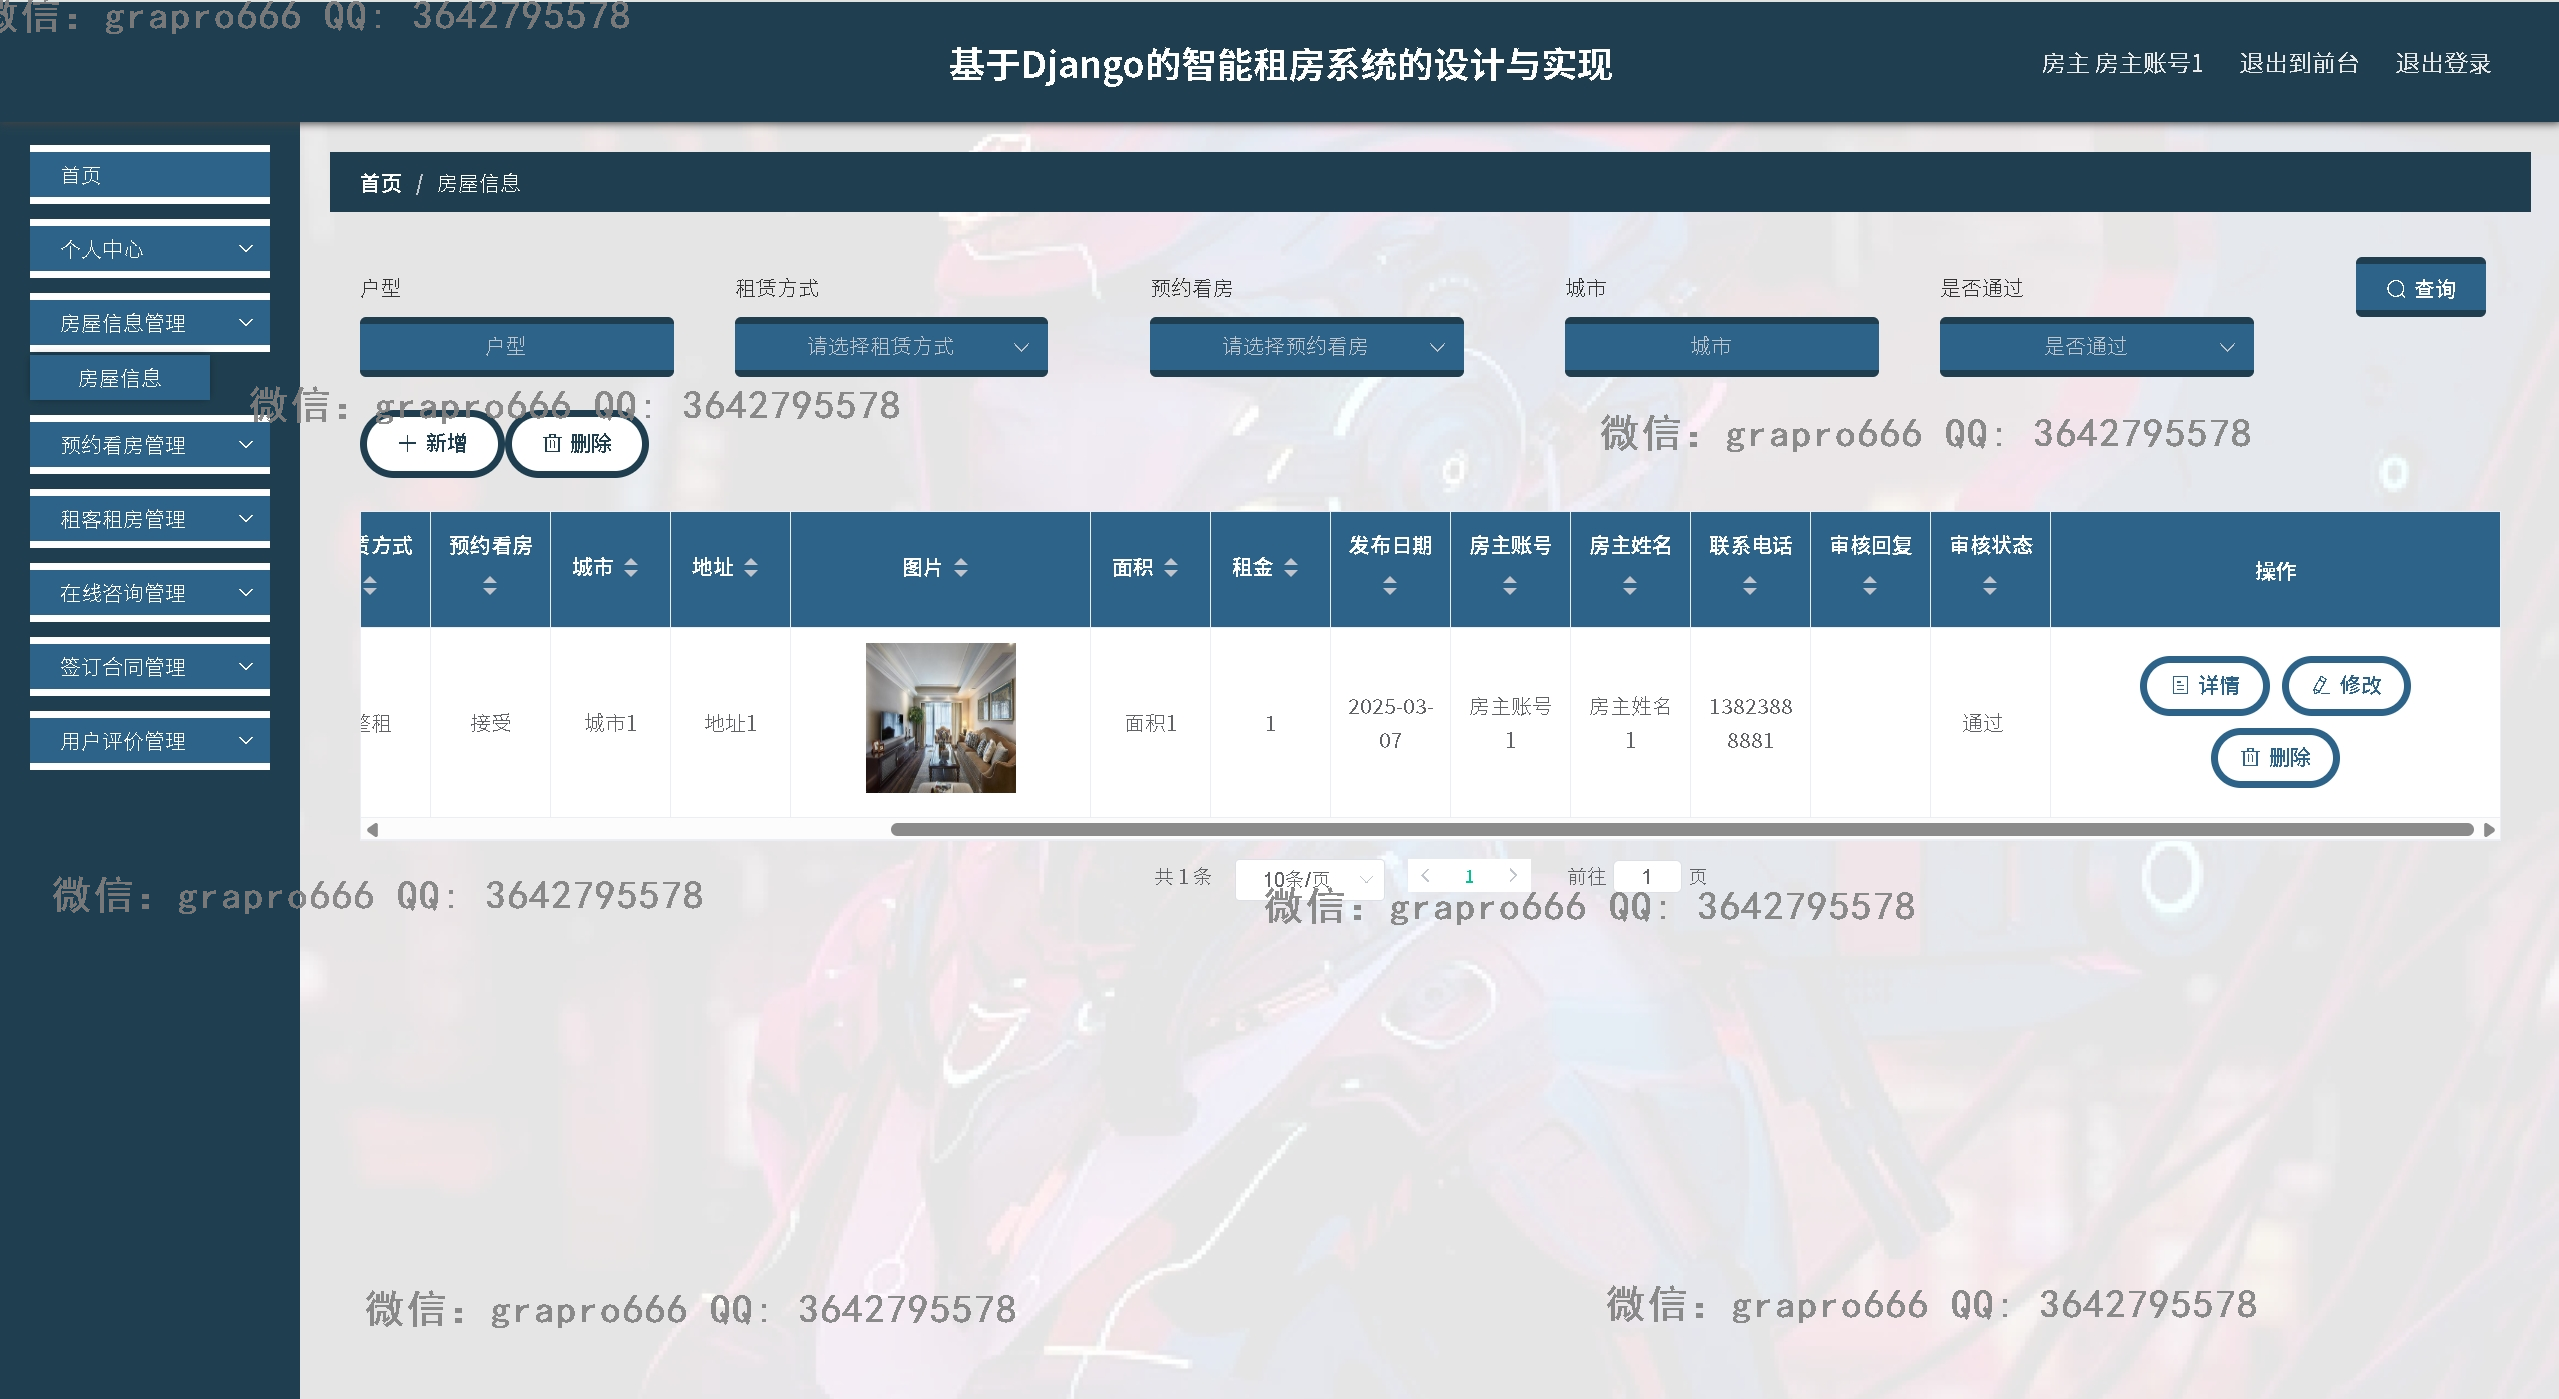 微信: grapro666 QQ: 3642795578
基于Django的智能租房系统的设计与实现
房主 房主账号1 退出到前台 退出登录
首页
个人中心
房屋信息管理
房屋信息
预约看房管理
租客租房管理
在线咨询管理
签订合同管理
用户评价管理
首页 / 房屋信息
户型 租赁方式 预约看房 城市 是否通过
户型 请选择租赁方式 请选择预约看房 城市 是否通过 查询
微信: grapro666 QQ: 3642795578
微信: grapro666 QQ: 3642795578
新增 删除
赁方式 预约看房 城市 地址 图片 面积 租金 发布日期 房主账号 房主姓名 联系电话 审核回复 审核状态 操作
整租 接受 城市1 地址1 面积1 1 2025-03-07 房主账号1 房主姓名1 13823888881 通过 详情 修改
删除
共 1 条 10条/页 1 前往 1 页
微信: grapro666 QQ: 3642795578
微信: grapro666 QQ: 3642795578
微信: grapro666 QQ: 3642795578
微信: grapro666 QQ: 3642795578